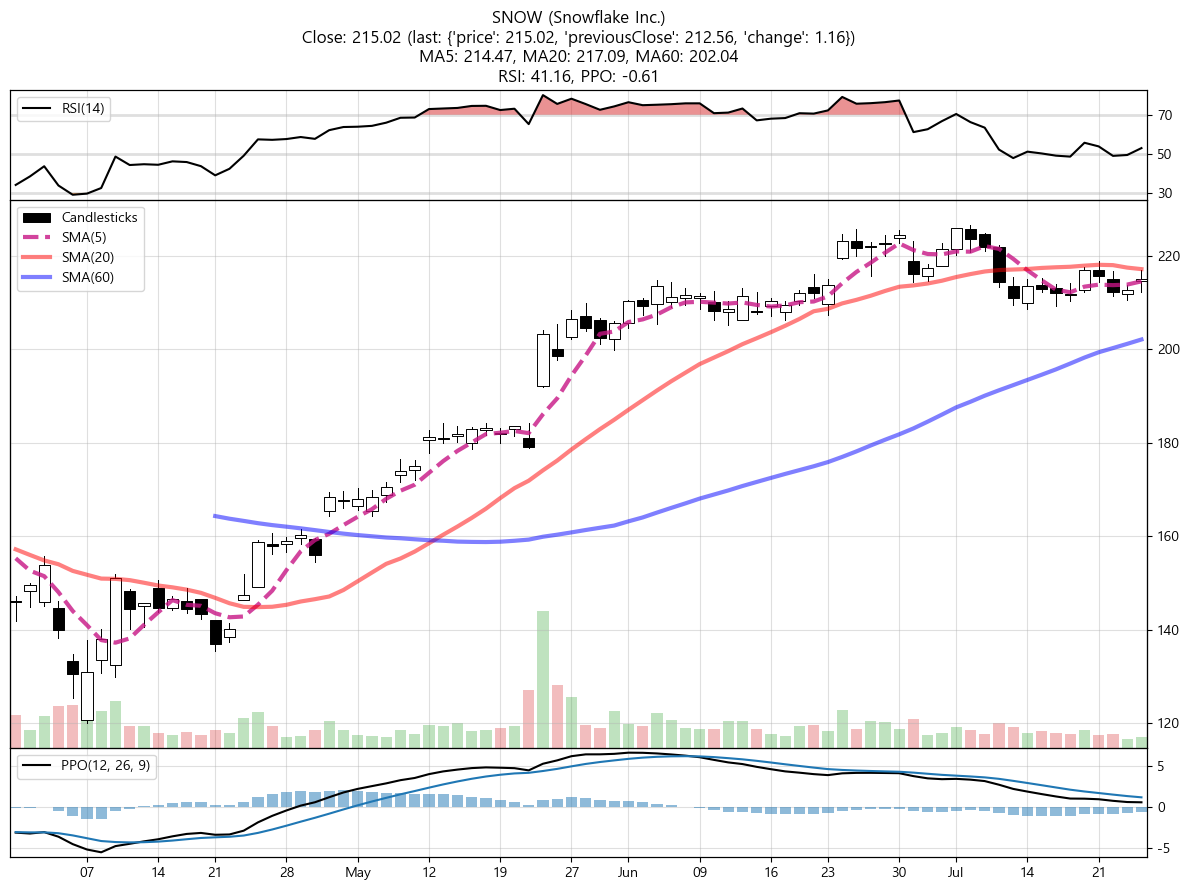 SNOW (Snowflake Inc.)
Close: 215.02 (last: {'price': 215.02, 'previousClose': 212.56, 'change': 1.16})
MA5: 214.47, MA20: 217.09, MA60: 202.04
RSI: 41.16, PPO: -0.61
RSI(14)
70
50
30
Candlesticks
SMA(5)
SMA(20)
SMA(60)
220
200
180
160
140
120
PPO(12, 26, 9)
5
0
-5
07 14 21 28 May 12 19 27 Jun 09 16 23 30 Jul 14 21